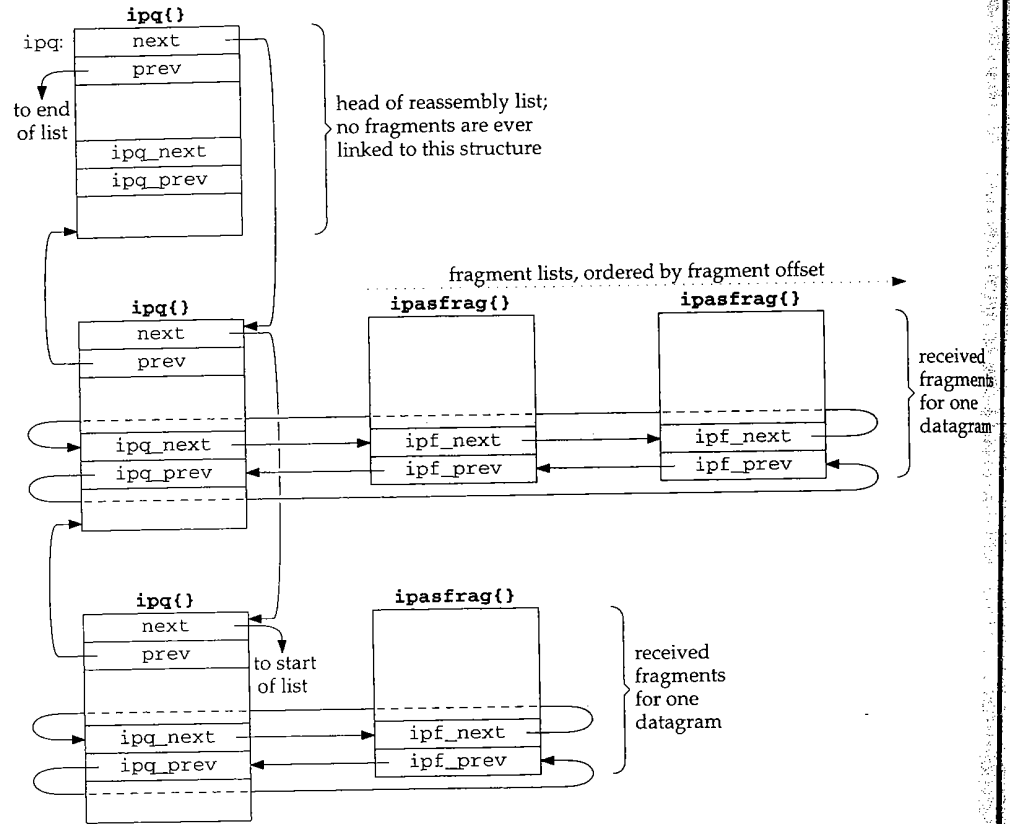 ipq{}
ipq:
next
prev
to end
of list
head of reassembly list;
no fragments are ever
linked to this structure
ipq_next
ipq_prev
fragment lists, ordered by fragment offset
ipq{}
ipasfrag{}
ipasfrag{}
next
prev
received
fragments
for one
datagram
ipq_next
ipf_next
ipf_next
ipq_prev
ipf_prev
ipf_prev
ipq{}
ipasfrag{}
next
prev
to start
of list
received
fragments
for one
datagram
ipq_next
ipf_next
ipq_prev
ipf_prev